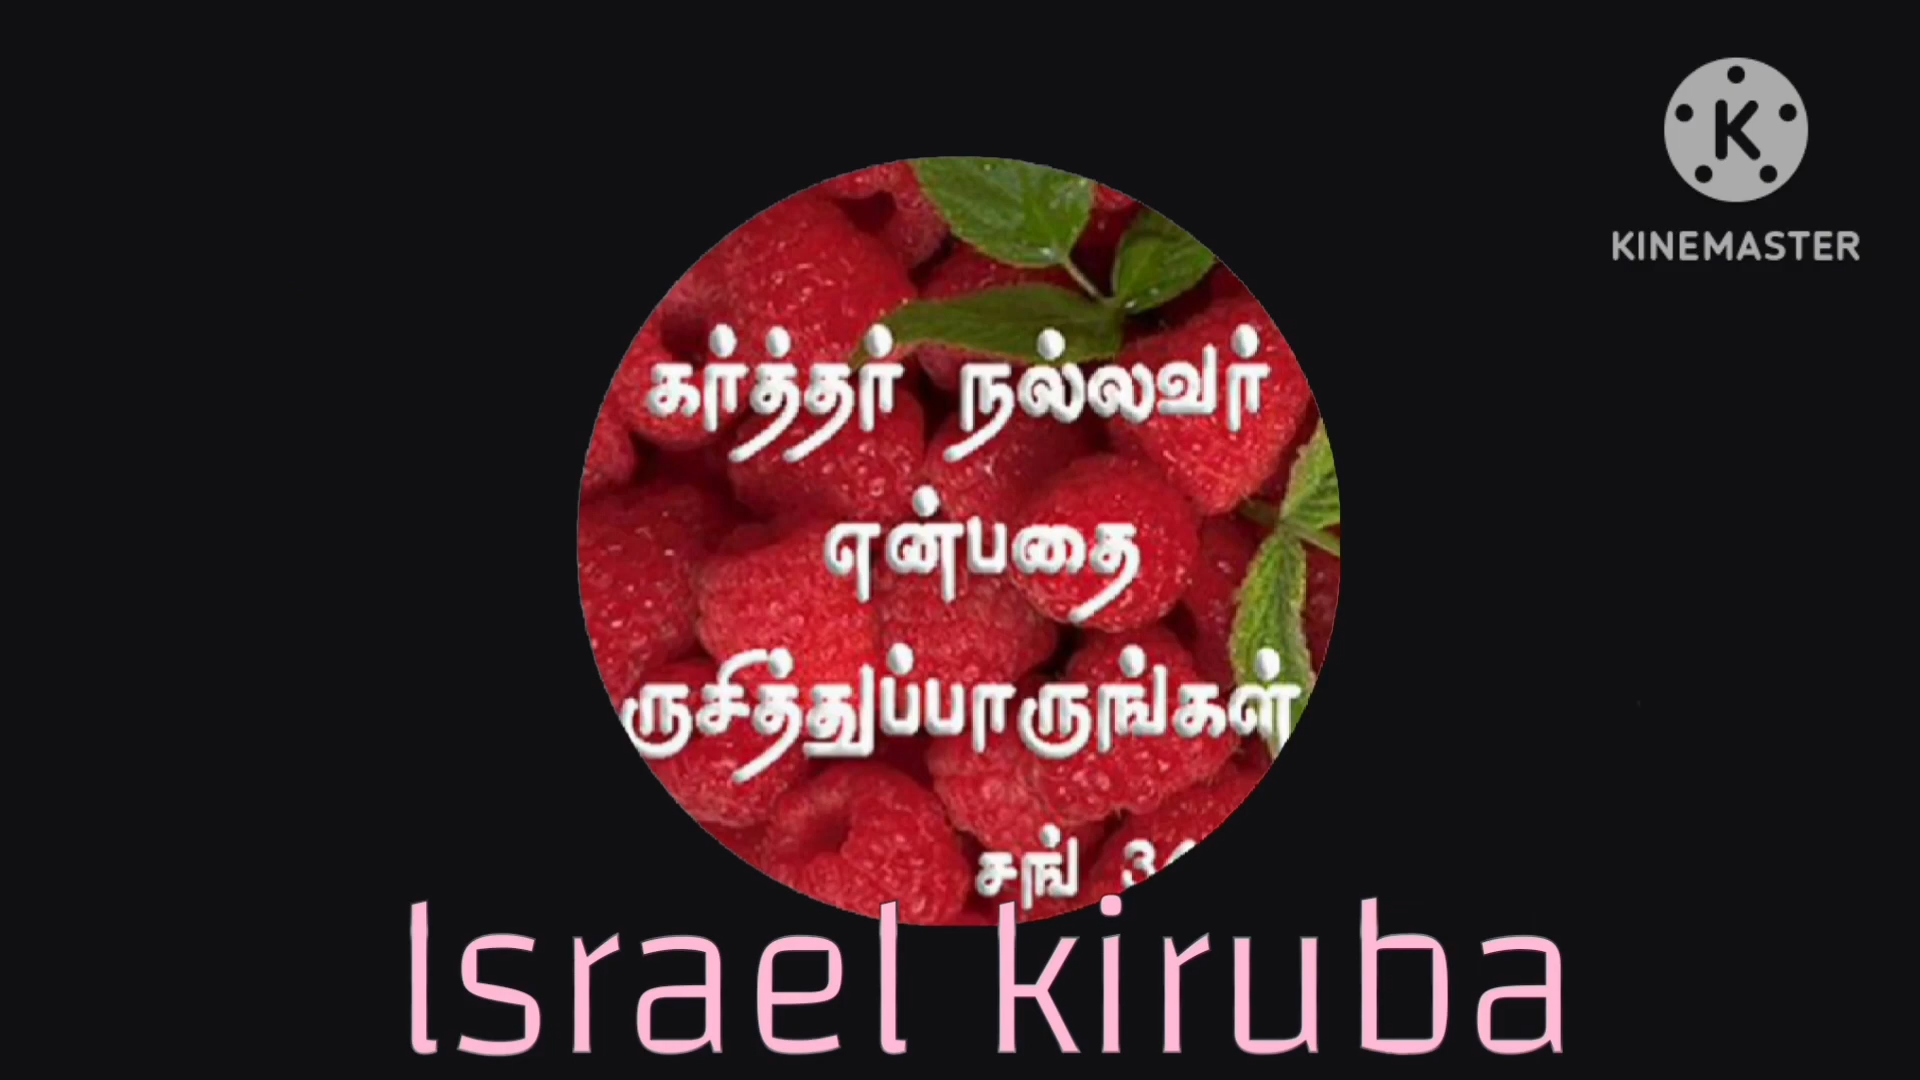 KINEMASTER
கர்த்தர் நல்லவர்
என்பதை
ருசித்துப்பாருங்கள்
சங்
Israel kiruba